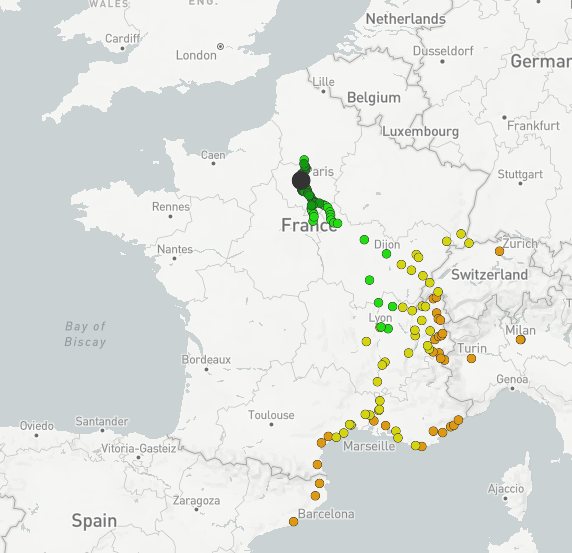 WALES
ENG.
Netherlands
Cardiff
London
Dusseldorf
German
Lille
Belgium
Frankfurt
Luxembourg
Caen
Paris
Stuttgart
Rennes
France
Dijon
Zurich
Nantes
Switzerland
Lyon
Milan
Bay of
Biscay
Turin
Bordeaux
Genoa
Toulouse
Oviedo
Santander
Marseille
Vitoria-Gasteiz
Ajaccio
Zaragoza
Barcelona
Spain